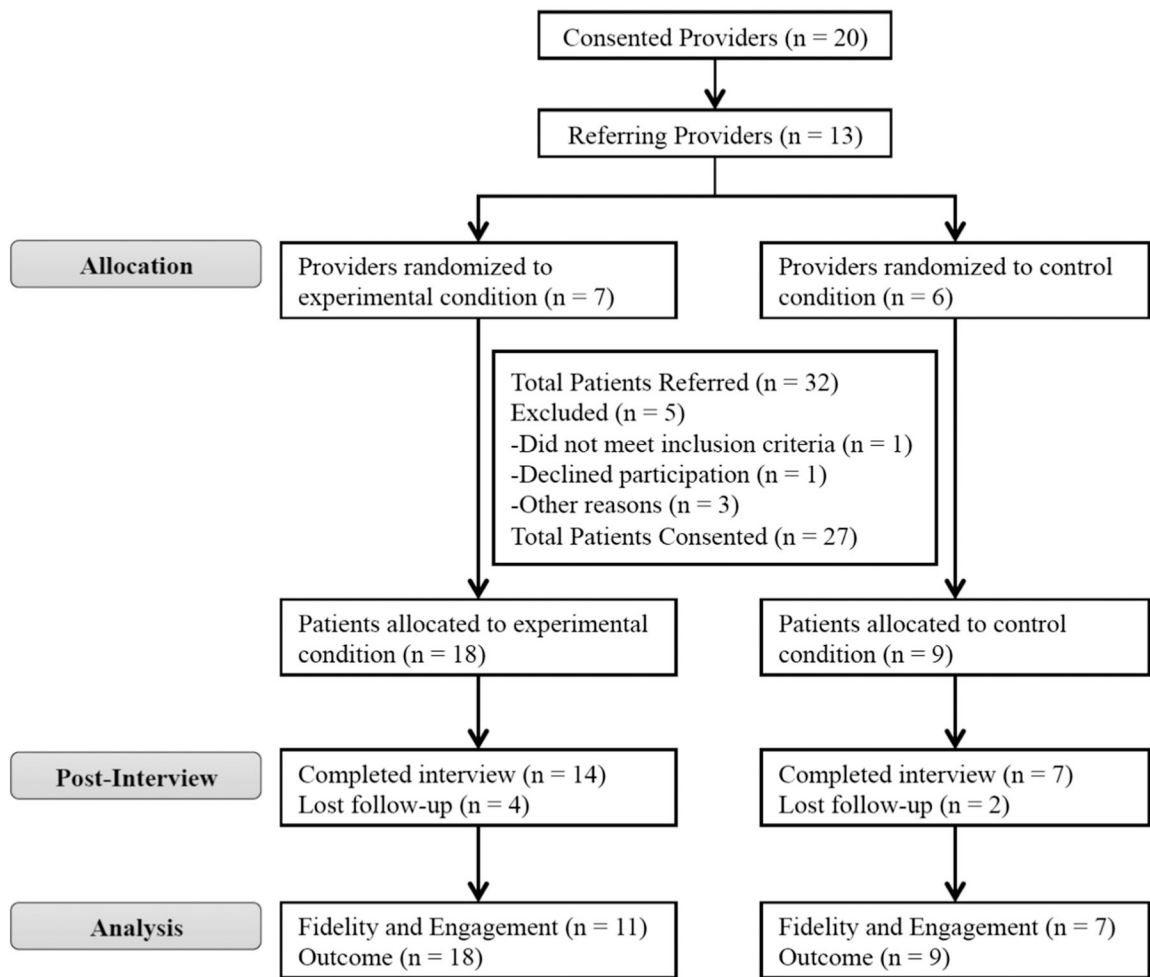 Consented Providers (n = 20)
Referring Providers (n = 13)
Allocation
Providers randomized to
experimental condition (n = 7)
Providers randomized to control
condition (n = 6)
Total Patients Referred (n = 32)
Excluded (n = 5)
-Did not meet inclusion criteria (n = 1)
-Declined participation (n = 1)
-Other reasons (n = 3)
Total Patients Consented (n = 27)
Patients allocated to experimental
condition (n = 18)
Patients allocated to control
condition (n = 9)
Post-Interview
Completed interview (n = 14)
Lost follow-up (n = 4)
Completed interview (n = 7)
Lost follow-up (n = 2)
Analysis
Fidelity and Engagement (n = 11)
Outcome (n = 18)
Fidelity and Engagement (n = 7)
Outcome (n = 9)